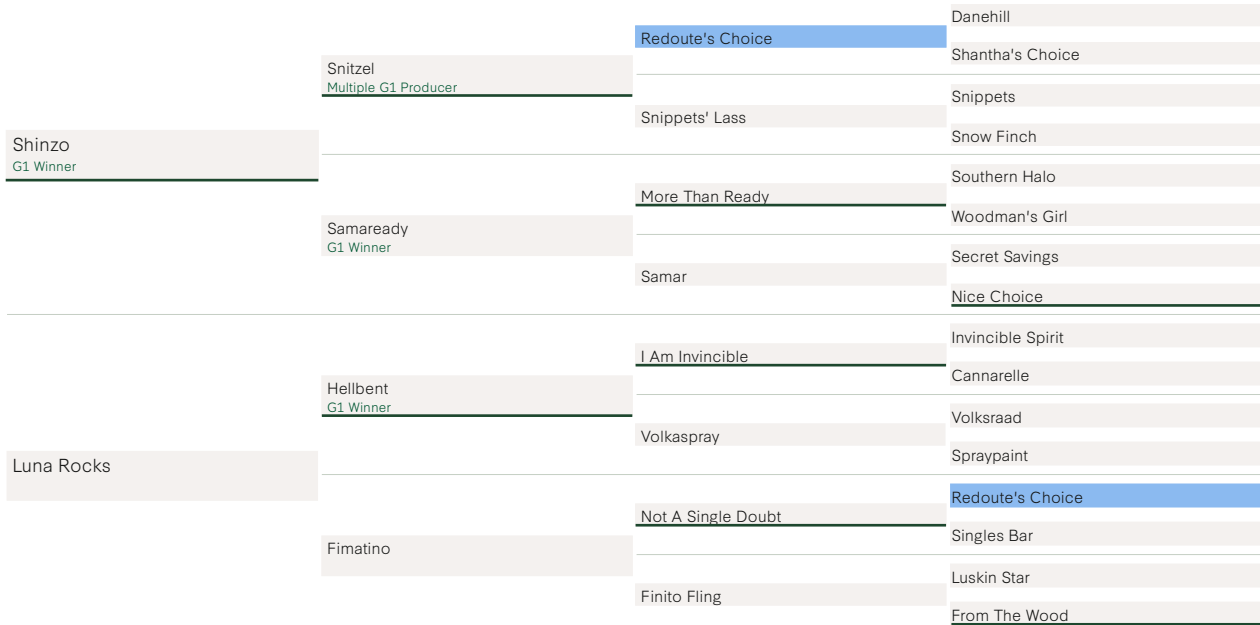 Shinzo
G1 Winner
Luna Rocks
Snitzel
Multiple G1 Producer
Samaready
G1 Winner
Hellbent
G1 Winner
Fimatino
Redoute's Choice
Snippets' Lass
More Than Ready
Samar
I Am Invincible
Volkaspray
Not A Single Doubt
Finito Fling
Danehill
Shantha's Choice
Snippets
Snow Finch
Southern Halo
Woodman's Girl
Secret Savings
Nice Choice
Invincible Spirit
Cannarelle
Volksraad
Spraypaint
Redoute's Choice
Singles Bar
Luskin Star
From The Wood